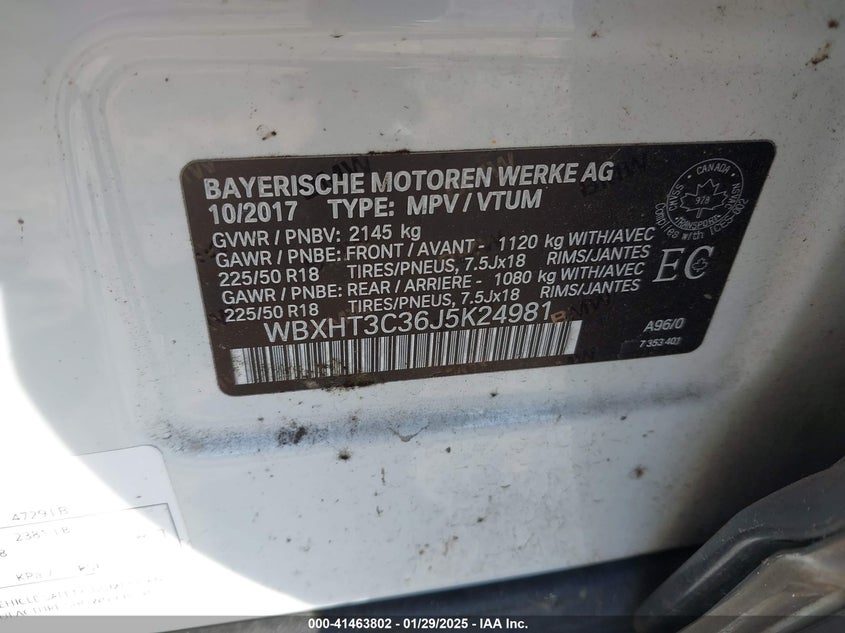 BAYERISCHE MOTOREN WERKE AG
10/2017 TYPE: MPV / VTUM
GVWR / PNBV: 2145 kg
GAWR / PNBE: FRONT / AVANT - 1120 kg WITH/AVEC
225/50 R18 TIRES/PNEUS, 7.5Jx18 RIMS/JANTES
GAWR / PNBE: REAR / ARRIERE - 1080 kg WITH/AVEC
225/50 R18 TIRES/PNEUS, 7.5Jx18 RIMS/JANTES
WBXHT3C36J5K24981
CANADA
978
TRANSPORT
EC
A96/0
7 353 401
47291B
000-41463802 - 01/29/2025 - IAA Inc.